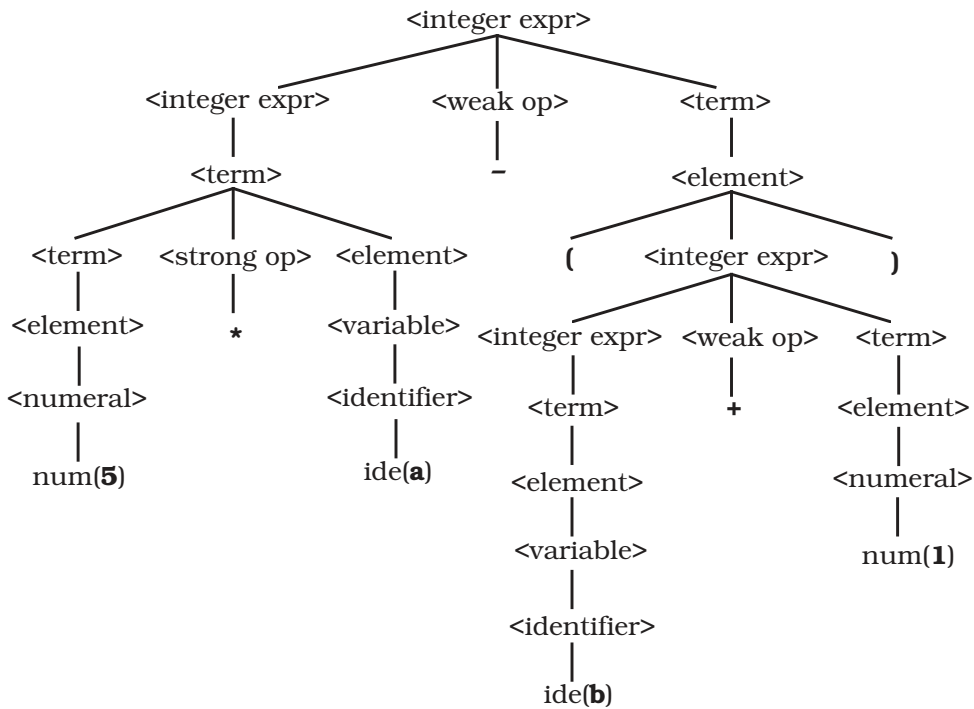 <integer expr>
<integer expr> <weak op> <term>
<term> – <element>
<term> <strong op> <element> ( <integer expr> )
<element> * <variable> <integer expr> <weak op> <term>
<numeral> <identifier> <term> + <element>
num(5) ide(a) <element> <numeral>
<variable> num(1)
<identifier>
ide(b)